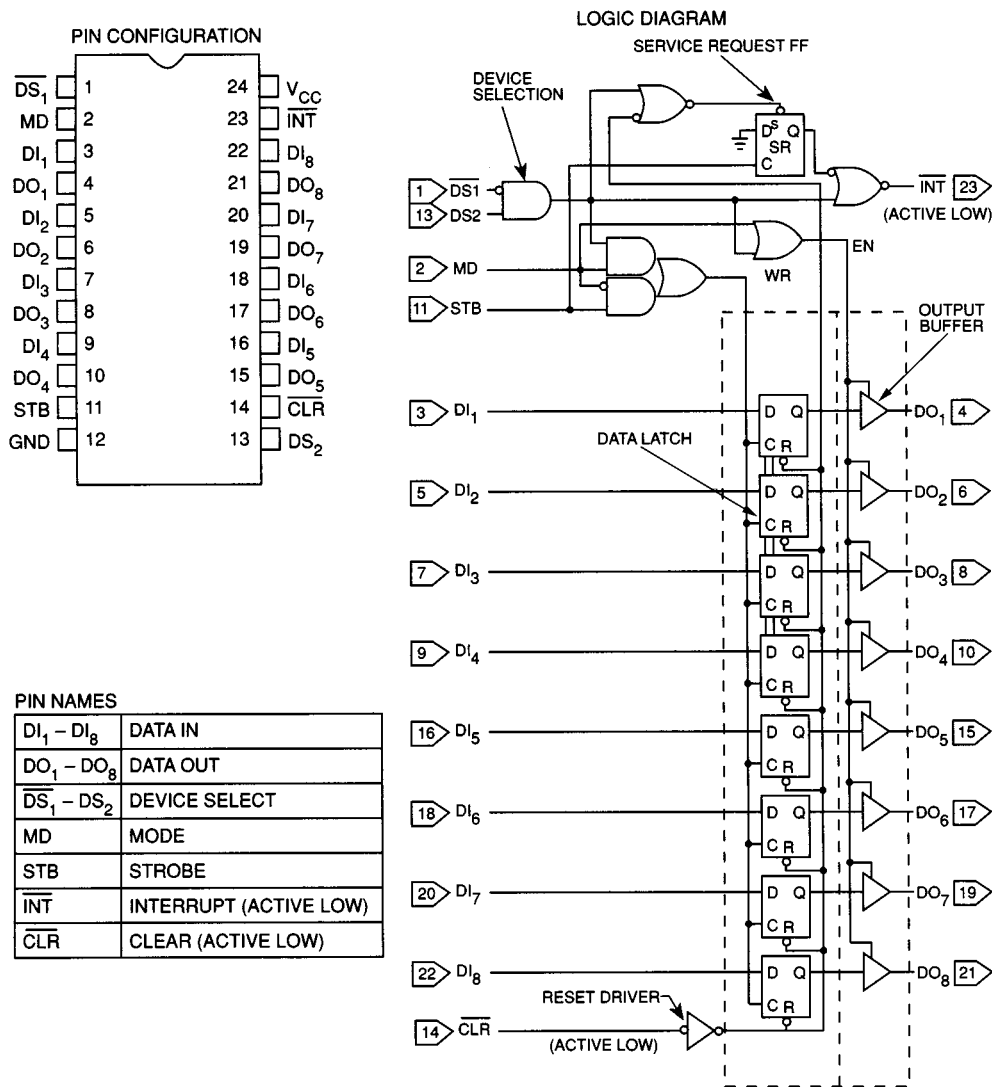 PIN CONFIGURATION
DS1 1
MD 2
DI1 3
DO1 4
DI2 5
DO2 6
DI3 7
DO3 8
DI4 9
DO4 10
STB 11
GND 12
24 VCC
23 INT
22 DI8
21 DO8
20 DI7
19 DO7
18 DI6
17 DO6
16 DI5
15 DO5
14 CLR
13 DS2
PIN NAMES
DI1 – DI8 DATA IN
DO1 – DO8 DATA OUT
DS1 – DS2 DEVICE SELECT
MD MODE
STB STROBE
INT INTERRUPT (ACTIVE LOW)
CLR CLEAR (ACTIVE LOW)
LOGIC DIAGRAM
SERVICE REQUEST FF
DEVICE
SELECTION
D S Q
SR
C
1 DS1
13 DS2
INT 23
(ACTIVE LOW)
2 MD
WR
EN
11 STB
OUTPUT
BUFFER
3 DI1
D Q
C R
DO1 4
DATA LATCH
5 DI2
D Q
C R
DO2 6
7 DI3
D Q
C R
DO3 8
9 DI4
D Q
C R
DO4 10
16 DI5
D Q
C R
DO5 15
18 DI6
D Q
C R
DO6 17
20 DI7
D Q
C R
DO7 19
22 DI8
D Q
C R
DO8 21
RESET DRIVER
14 CLR
(ACTIVE LOW)